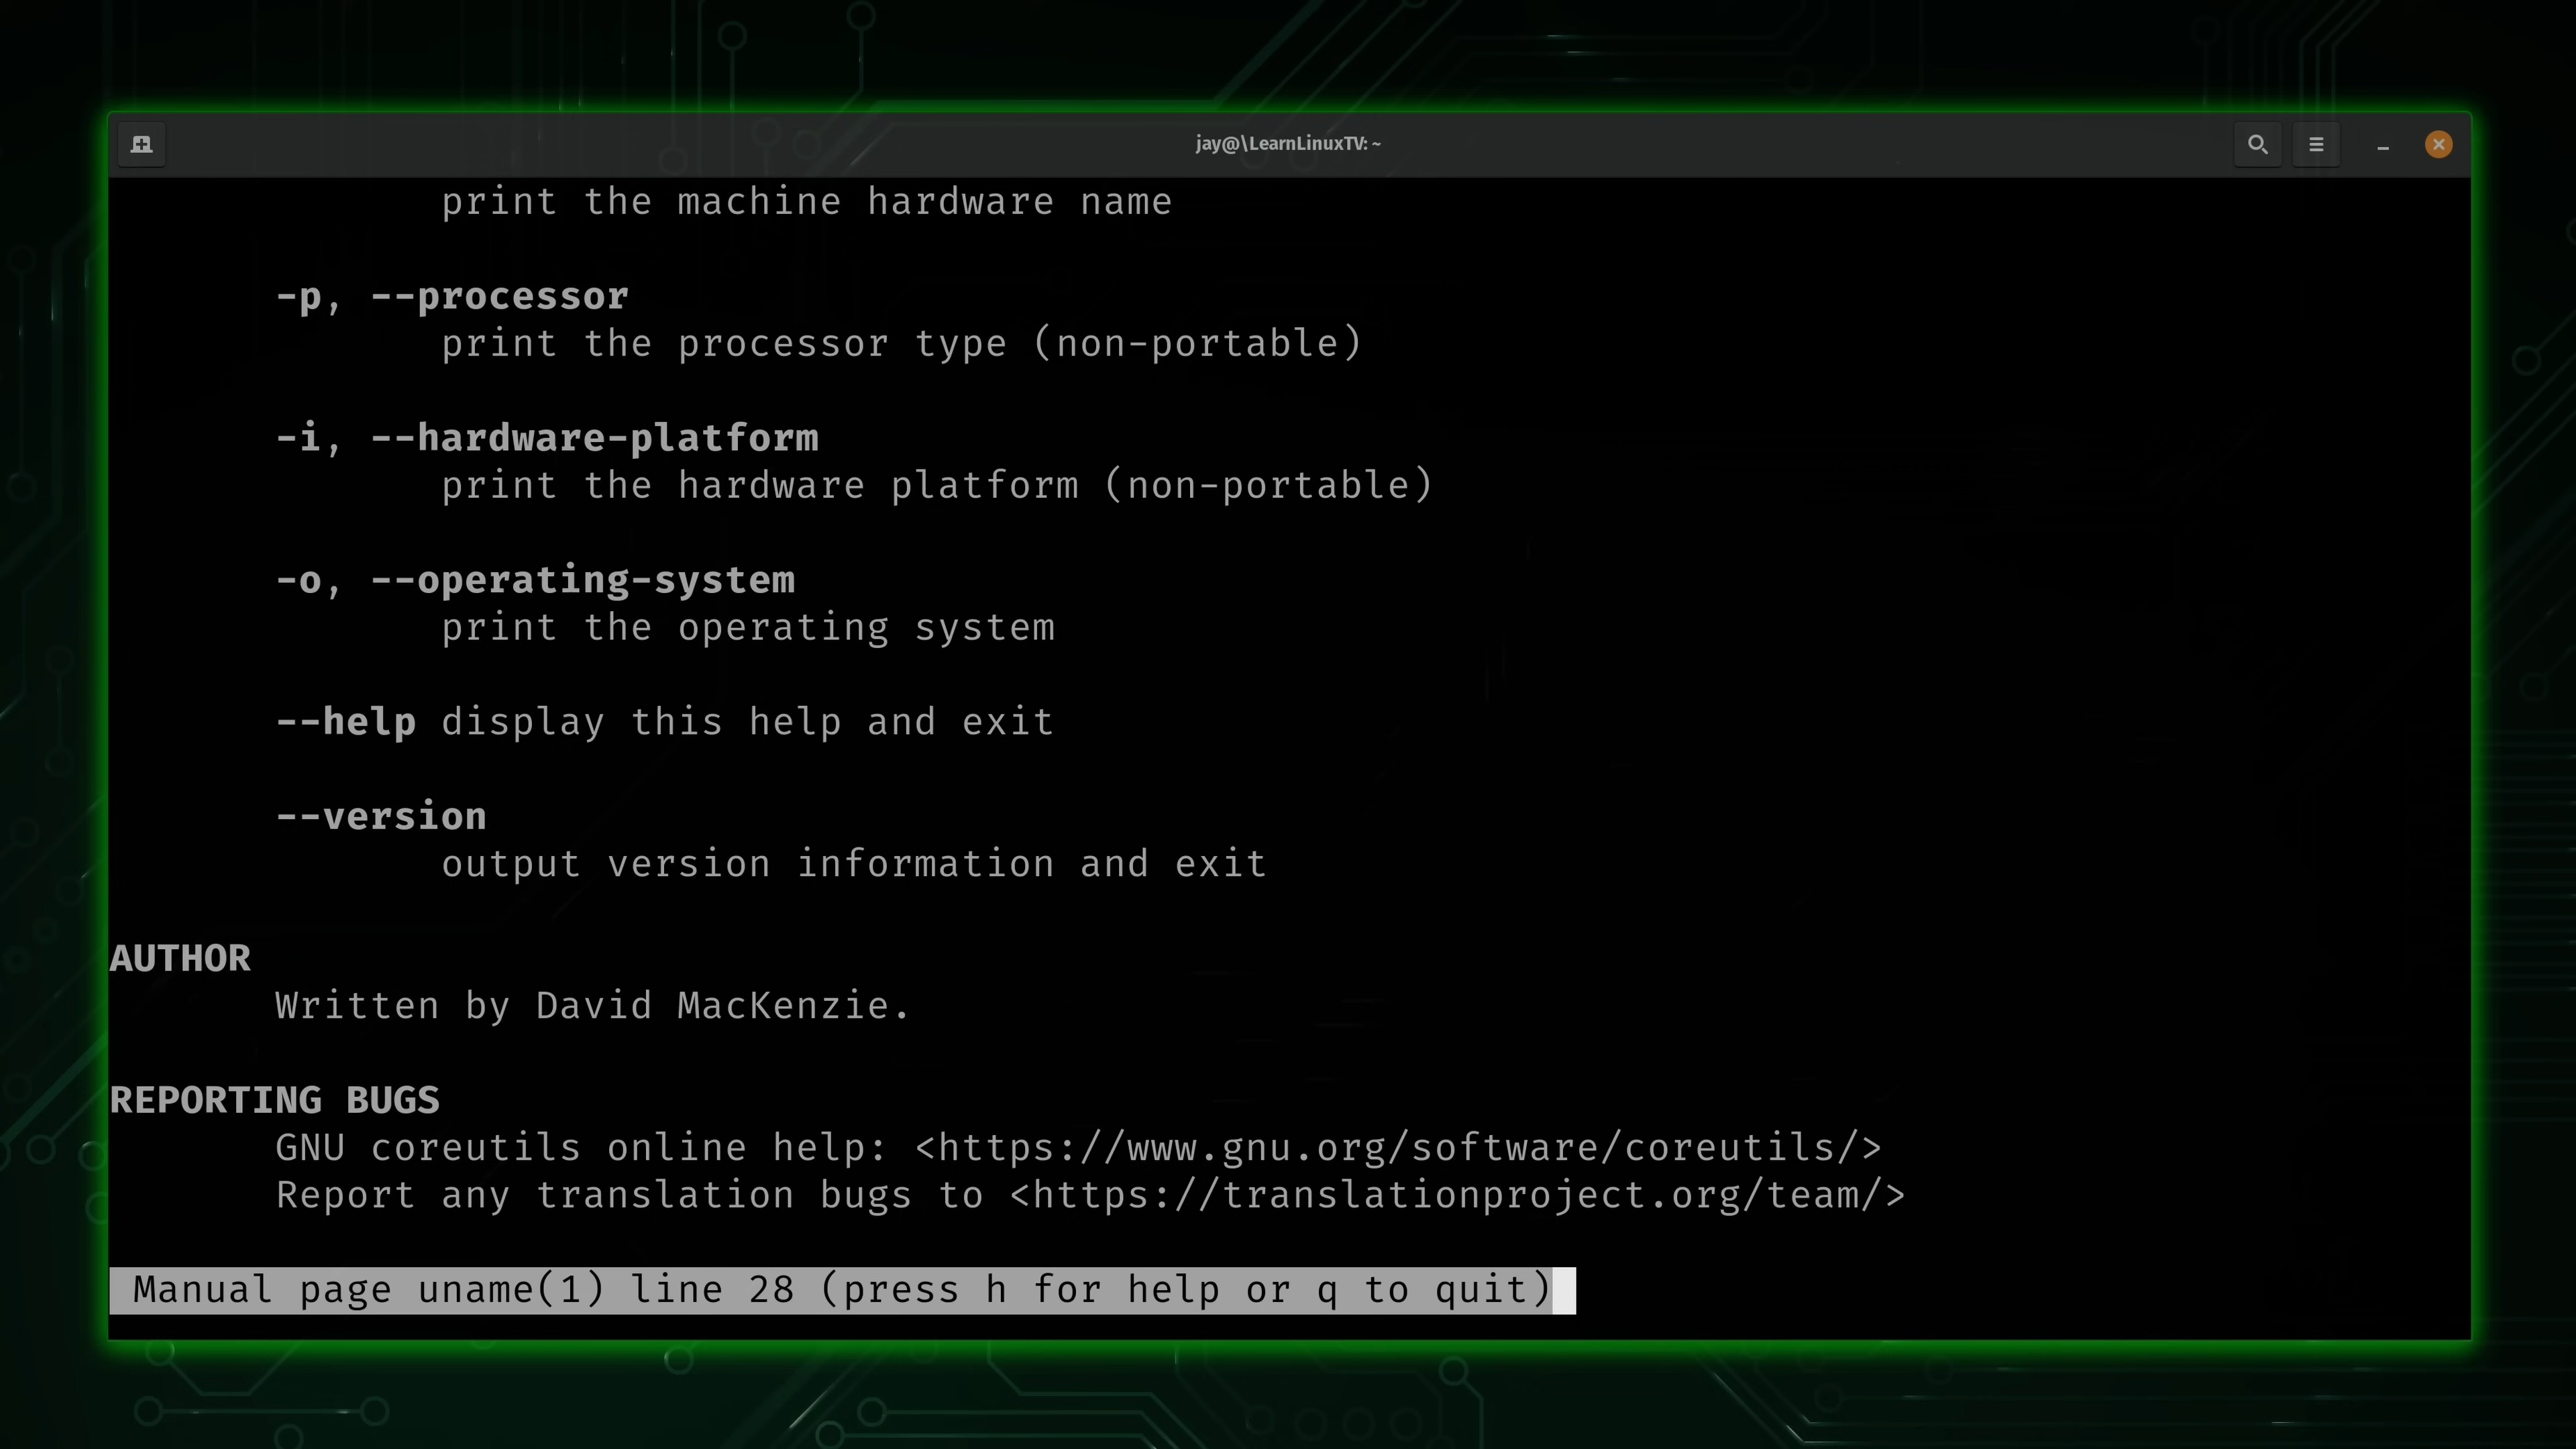 jay@\LearnLinuxTV: ~
print the machine hardware name
-p, --processor
print the processor type (non-portable)
-i, --hardware-platform
print the hardware platform (non-portable)
-o, --operating-system
print the operating system
--help display this help and exit
--version
output version information and exit
AUTHOR
Written by David MacKenzie.
REPORTING BUGS
GNU coreutils online help: <https://www.gnu.org/software/coreutils/>
Report any translation bugs to <https://translationproject.org/team/>
Manual page uname(1) line 28 (press h for help or q to quit)